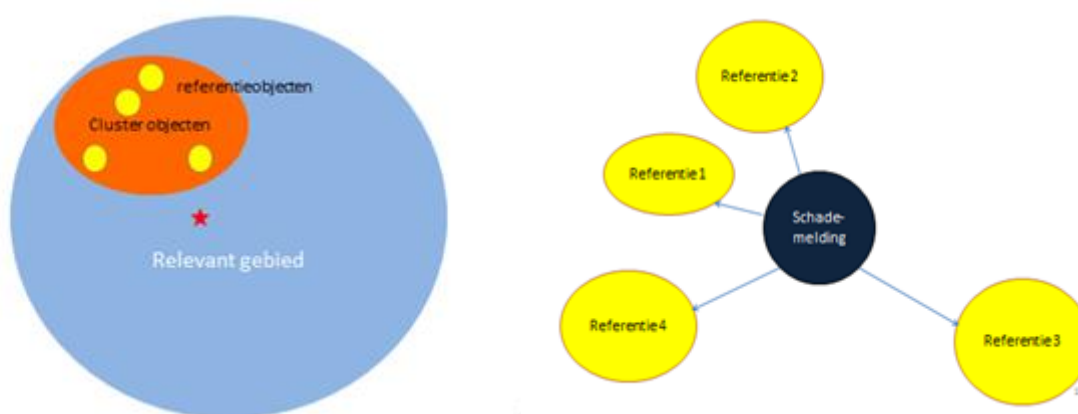 referentieobjecten
Cluster objecten
Relevant gebied
Referentie2
Referentie1
Schade-
melding
Referentie4
Referentie3